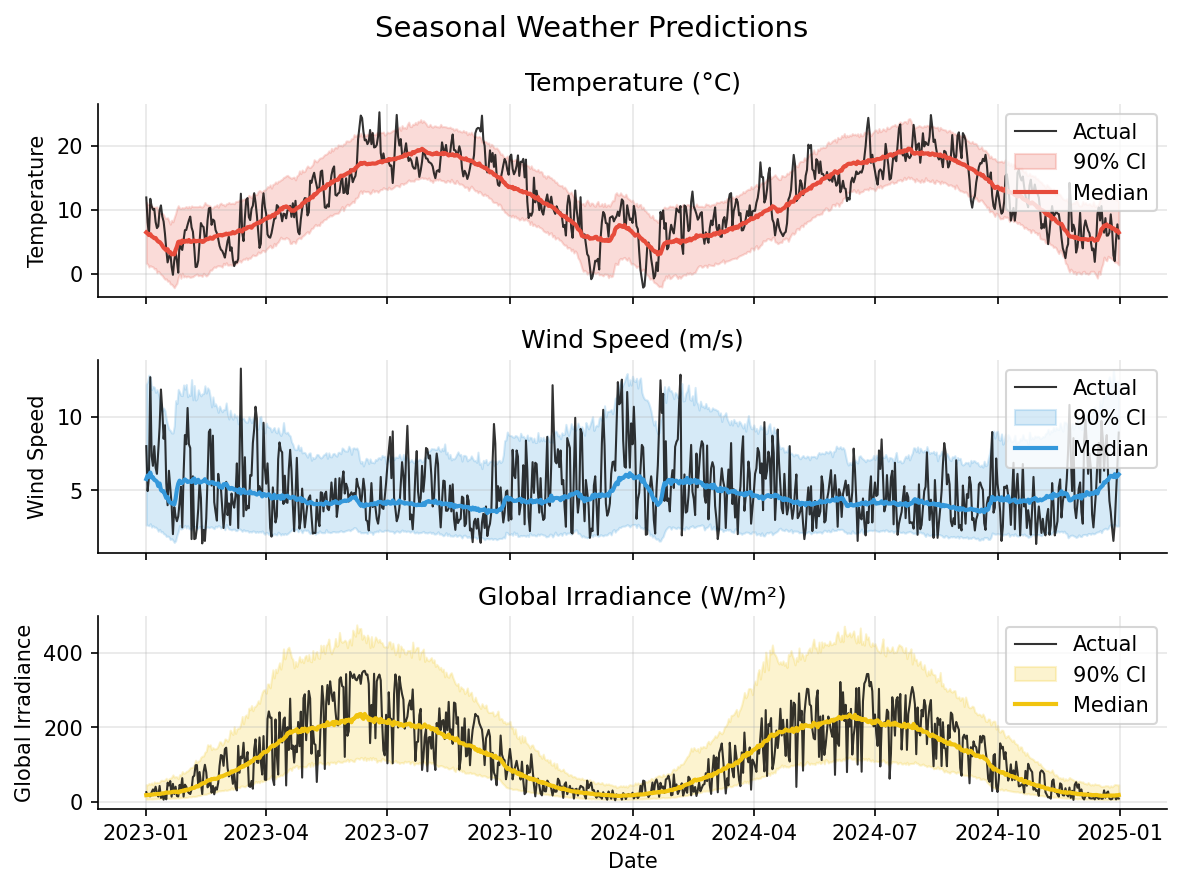 Seasonal Weather Predictions
Temperature (°C)
Temperature
20
10
0
Actual
90% CI
Median
Wind Speed (m/s)
Wind Speed
10
5
Actual
90% CI
Median
Global Irradiance (W/m²)
Global Irradiance
400
200
0
Actual
90% CI
Median
2023-01 2023-04 2023-07 2023-10 2024-01 2024-04 2024-07 2024-10 2025-01
Date